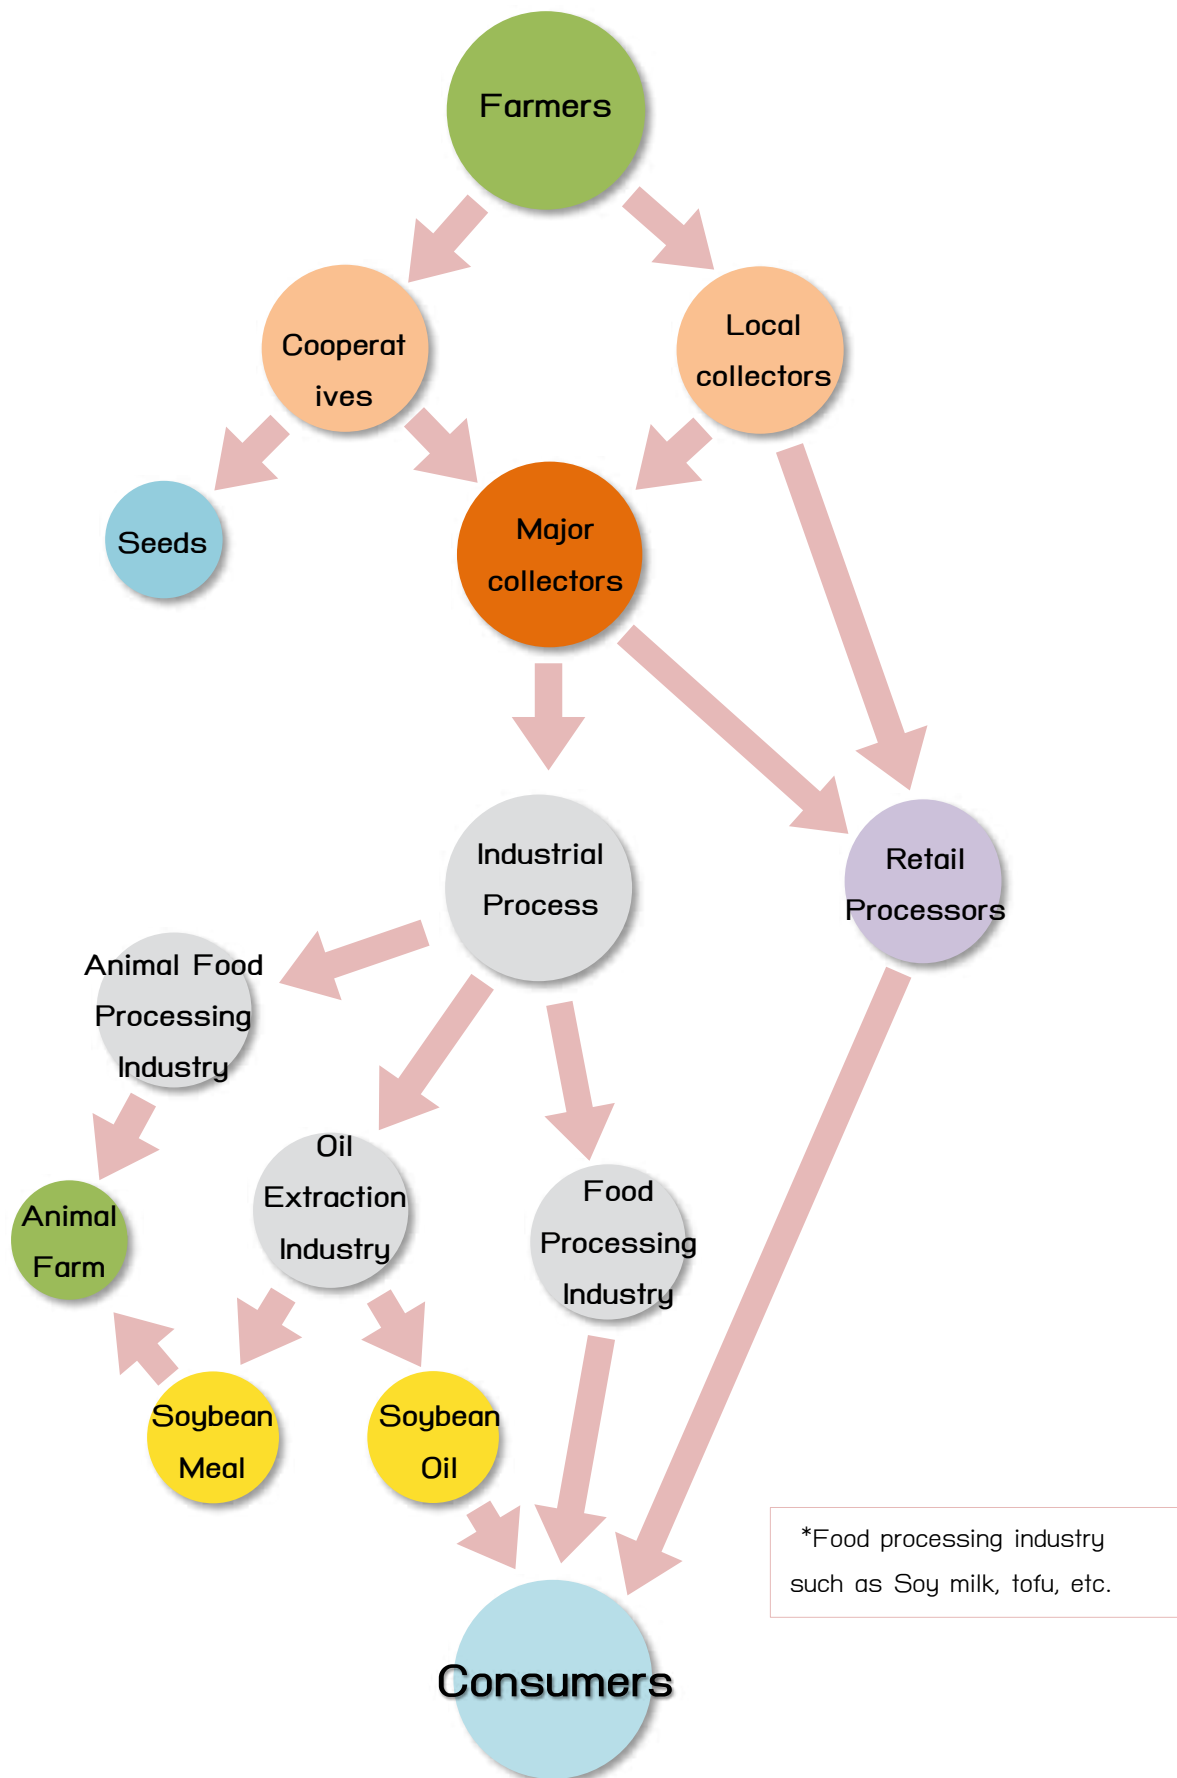 Farmers
Cooperat
ives
Local
collectors
Seeds
Major
collectors
Industrial
Process
Retail
Processors
Animal Food
Processing
Industry
Oil
Extraction
Industry
Food
Processing
Industry
Animal
Farm
Soybean
Meal
Soybean
Oil
*Food processing industry
such as Soy milk, tofu, etc.
Consumers